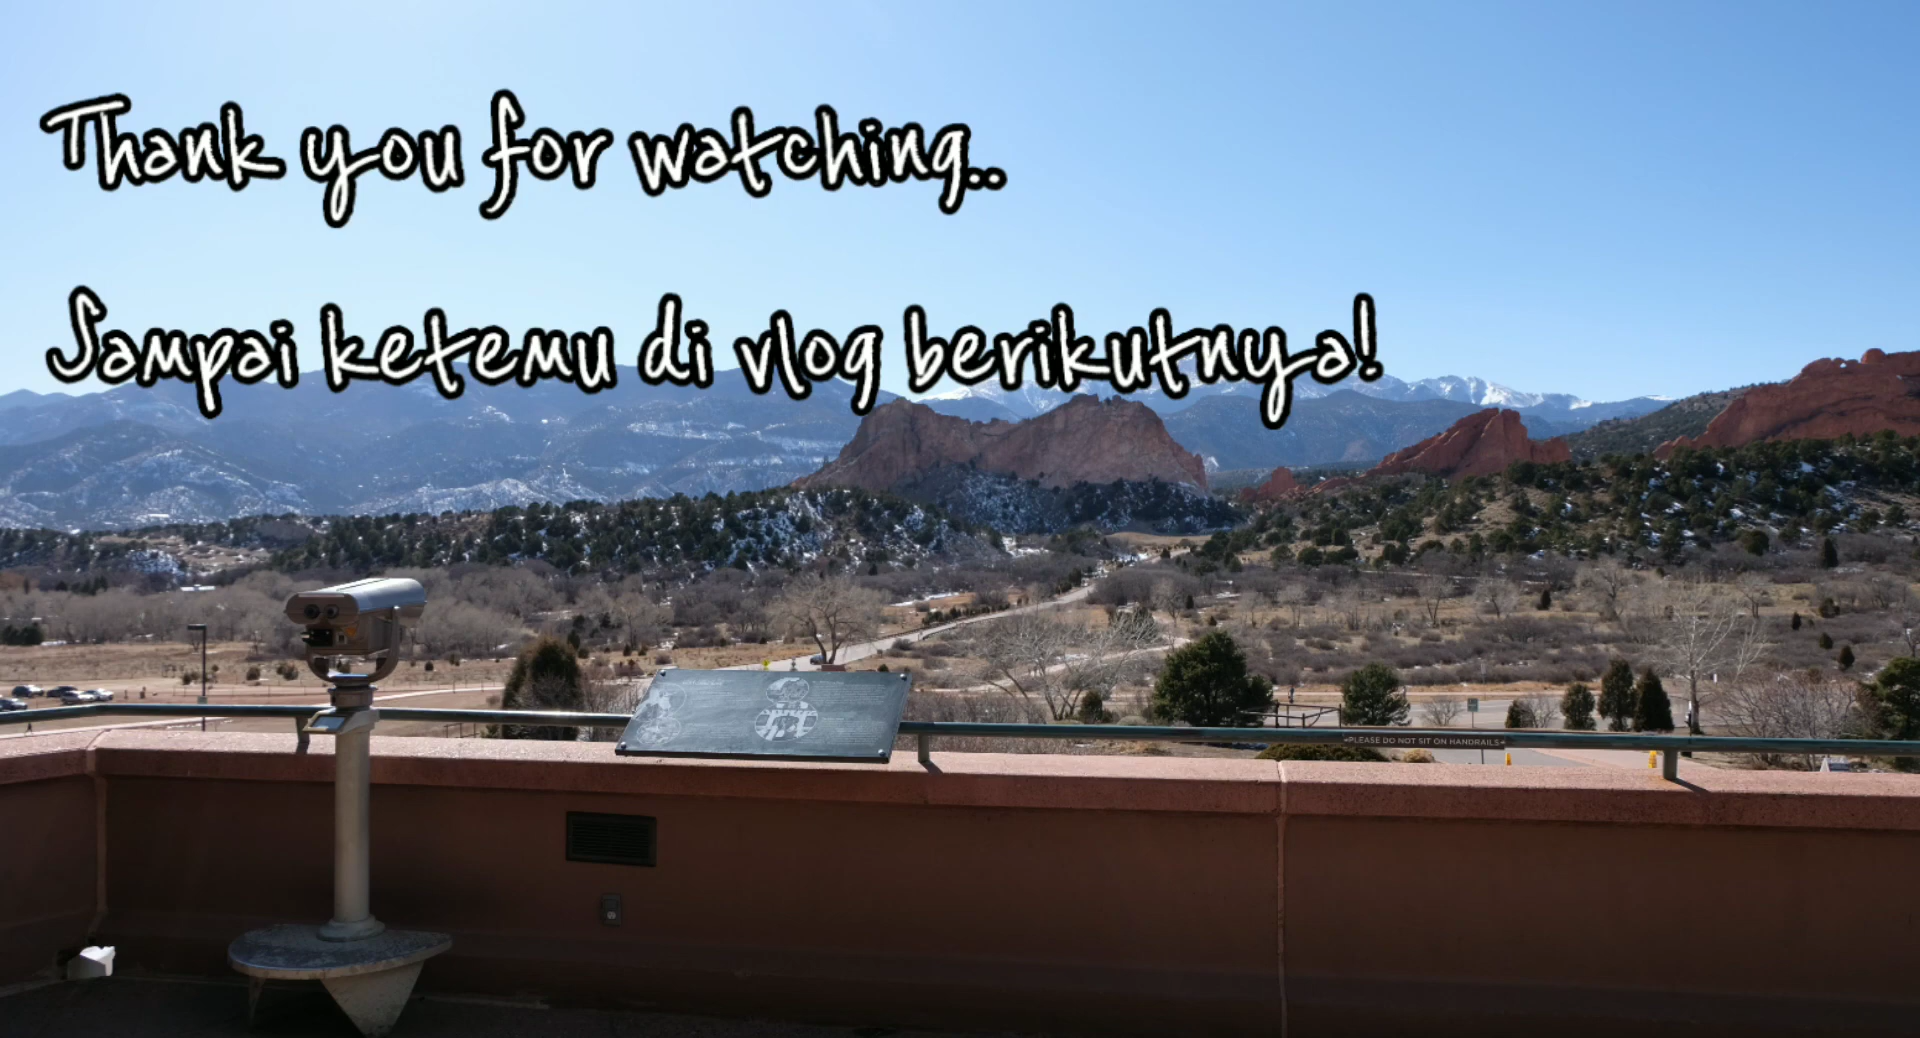 Thank you for watching..
Sampai ketemu di vlog berikutnya!
PLEASE DO NOT SIT ON HANDRAILS